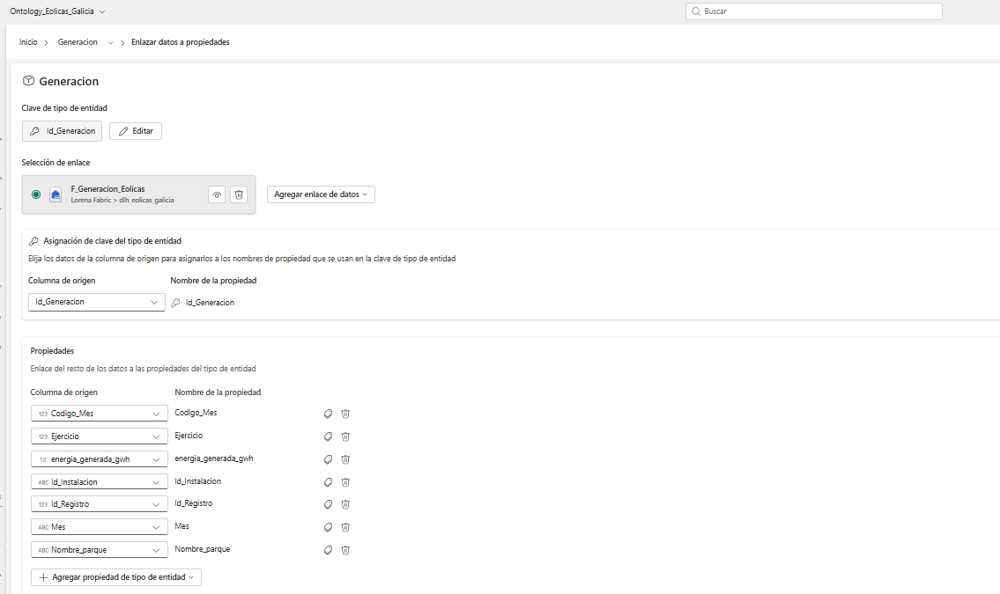 Ontology_Eolicas_Galicia
Buscar
Inicio > Generacion > Enlazar datos a propiedades
Generacion
Clave de tipo de entidad
Id_Generacion Editar
Selección de enlace
F_Generacion_Eolicas
Lorena Fabric > dlh_eolicas_galicia
Agregar enlace de datos
Asignación de clave del tipo de entidad
Elija los datos de la columna de origen para asignarlos a los nombres de propiedad que se usan en la clave de tipo de entidad
Columna de origen Nombre de la propiedad
Id_Generacion Id_Generacion
Propiedades
Enlace del resto de los datos a las propiedades del tipo de entidad
Columna de origen Nombre de la propiedad
123 Codigo_Mes Codigo_Mes
123 Ejercicio Ejercicio
12 energia_generada_gwh energia_generada_gwh
ABC Id_Instalacion Id_Instalacion
123 Id_Registro Id_Registro
ABC Mes Mes
ABC Nombre_parque Nombre_parque
Agregar propiedad de tipo de entidad